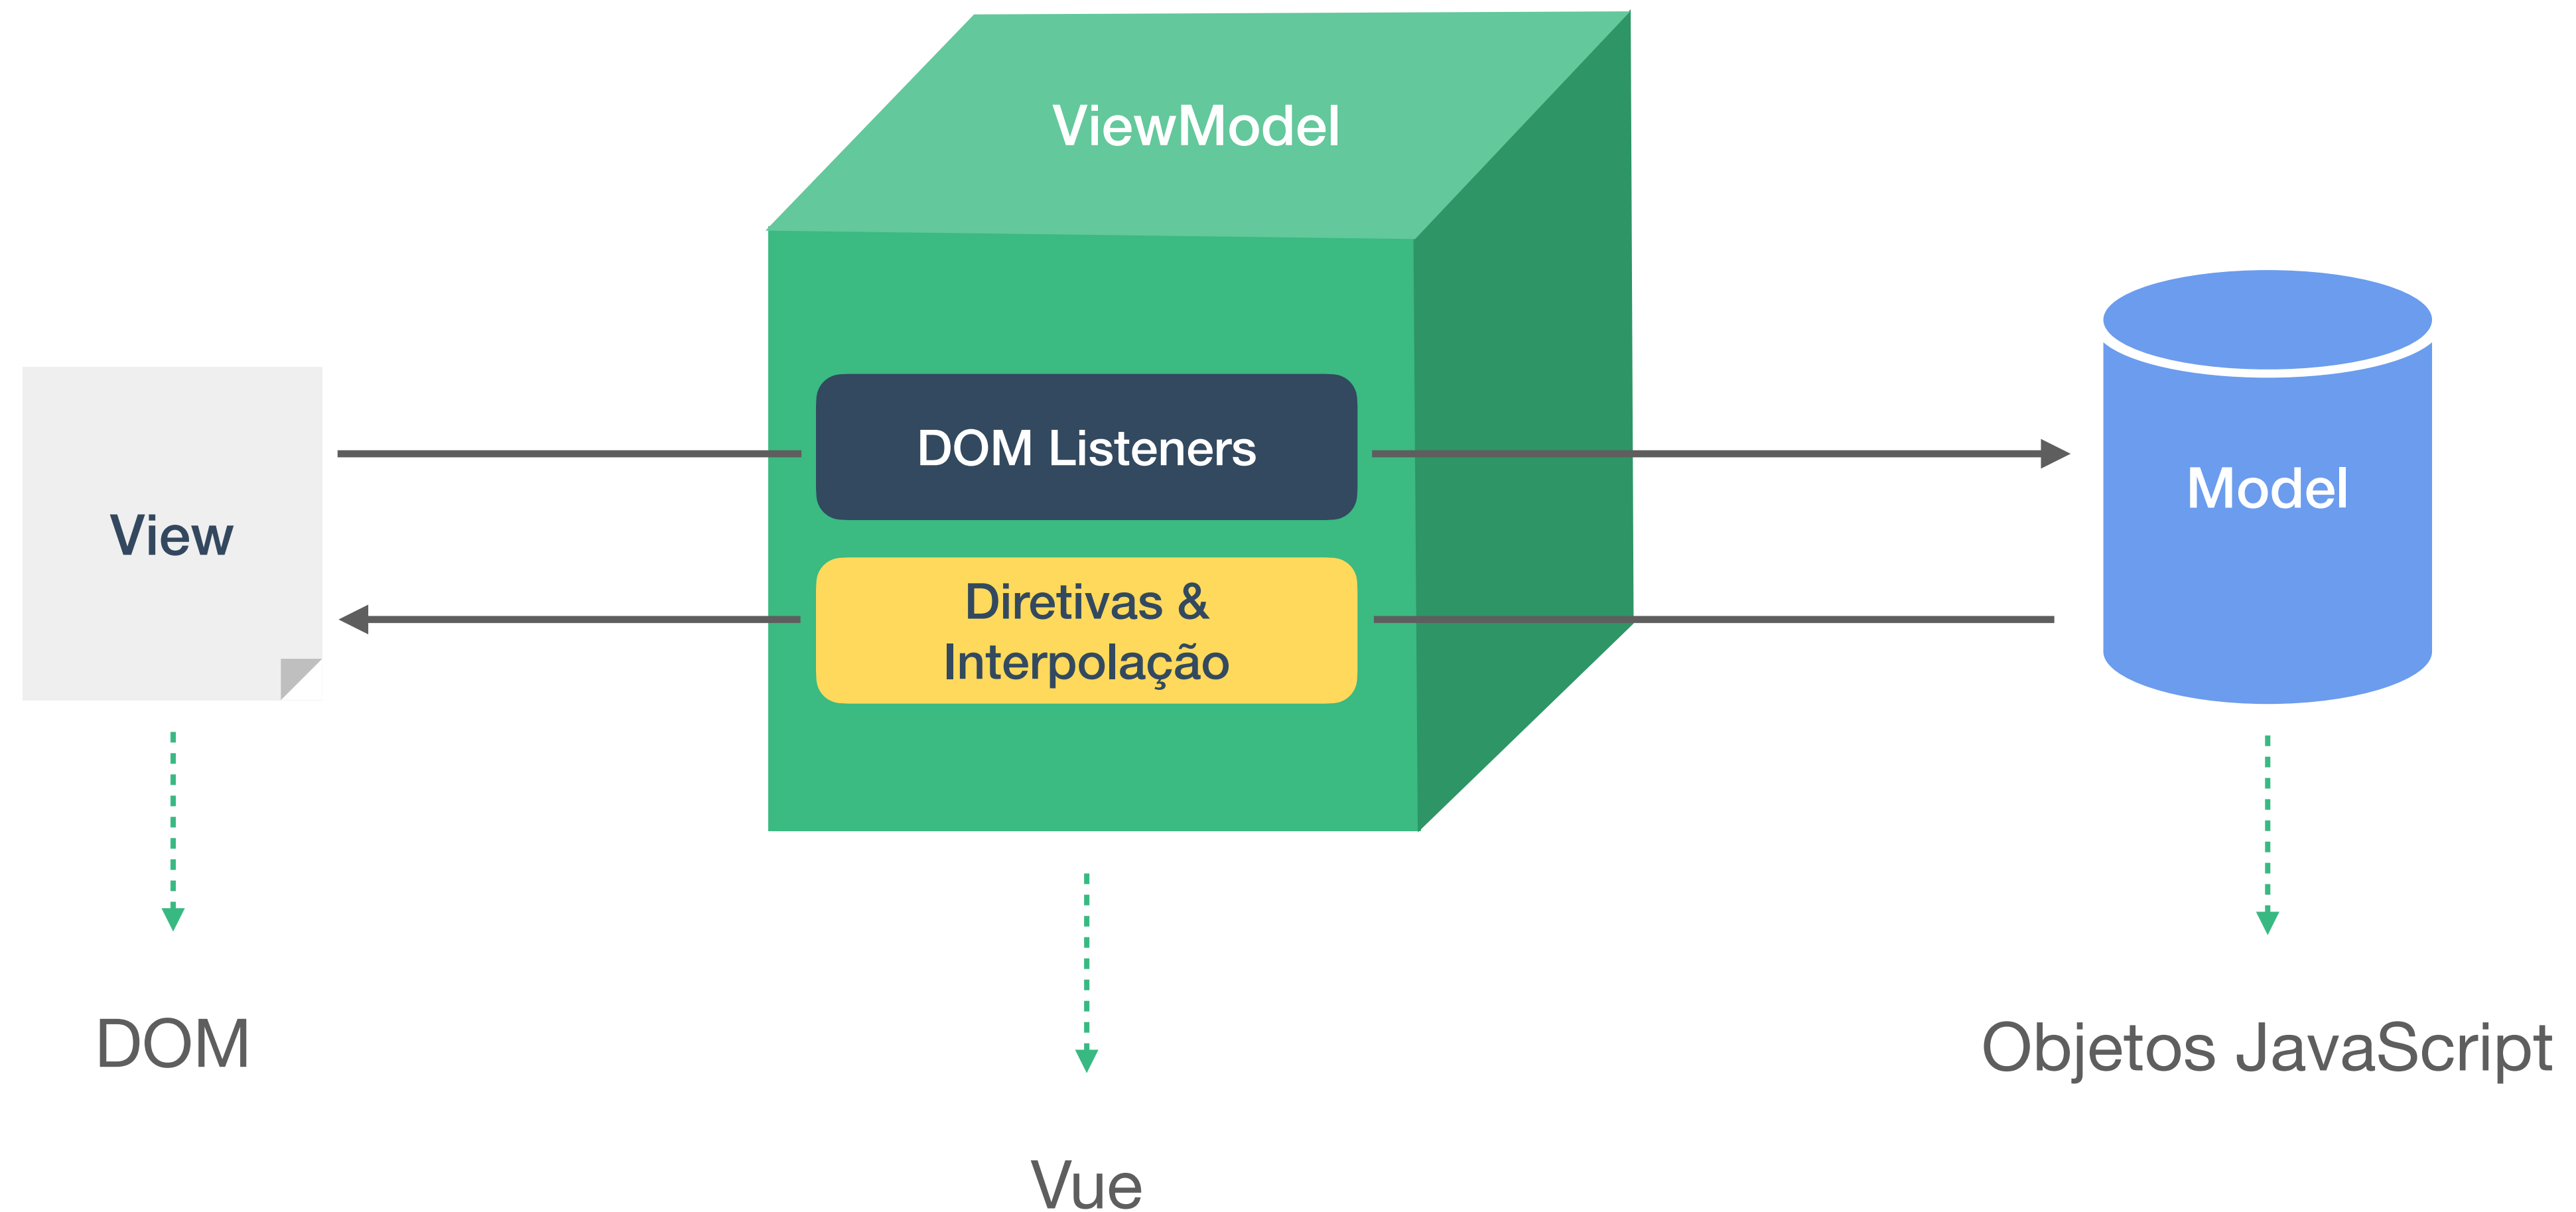 ViewModel
DOM Listeners
View
Model
Diretivas &
Interpolação
DOM
Objetos JavaScript
Vue